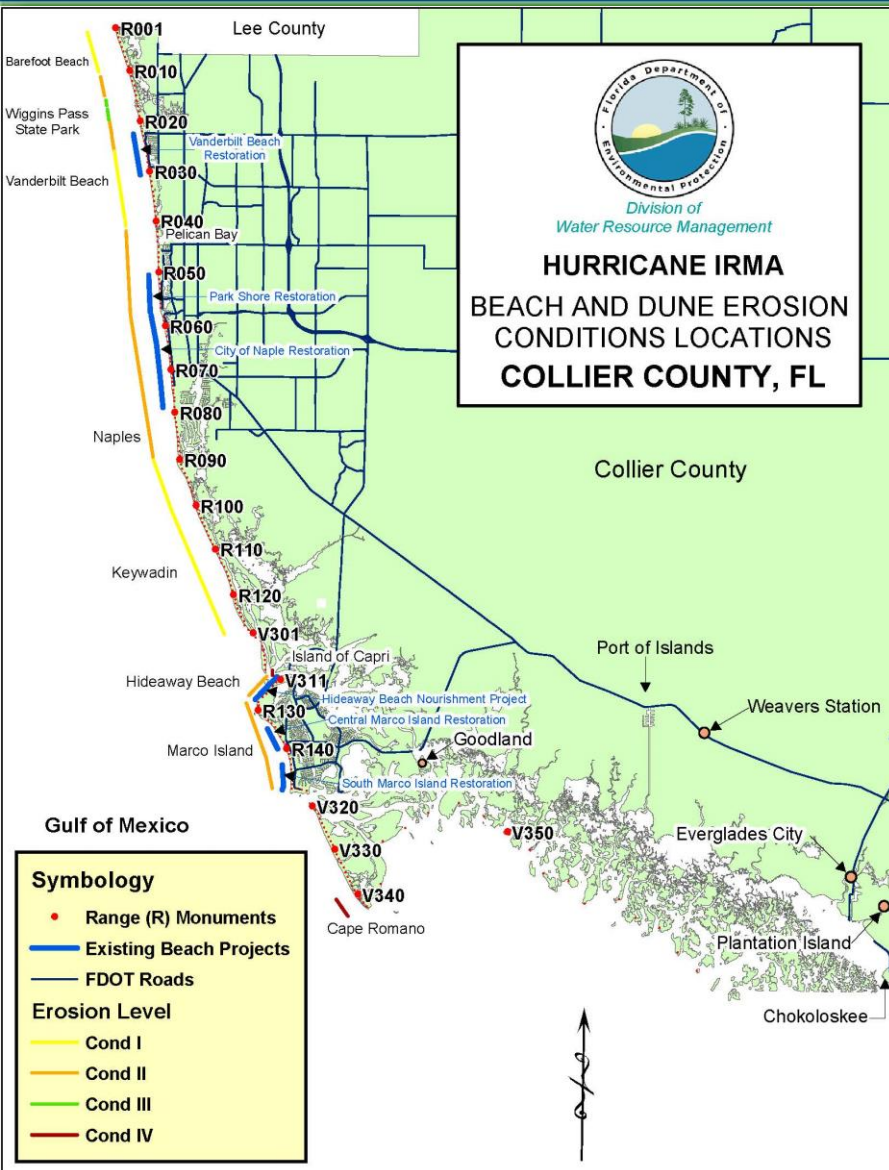 Lee County
R001
Barefoot Beach
R010
Wiggins Pass
State Park
R020
Vanderbilt Beach
Restoration
Vanderbilt Beach
R030
R040
Pelican Bay
R050
Park Shore Restoration
R060
City of Naple Restoration
R070
R080
Naples
R090
R100
R110
Keywadin
R120
V301
Island of Capri
Hideaway Beach
V311
Hideaway Beach Nourishment Project
R130
Central Marco Island Restoration
Marco Island
R140
Goodland
South Marco Island Restoration
V320
V330
V340
V350
Cape Romano
Gulf of Mexico
Collier County
Port of Islands
Weavers Station
Everglades City
Plantation Island
Chokoloskee
Florida Department of
Environmental Protection
Division of
Water Resource Management
HURRICANE IRMA
BEACH AND DUNE EROSION
CONDITIONS LOCATIONS
COLLIER COUNTY, FL
Symbology
Range (R) Monuments
Existing Beach Projects
FDOT Roads
Erosion Level
Cond I
Cond II
Cond III
Cond IV